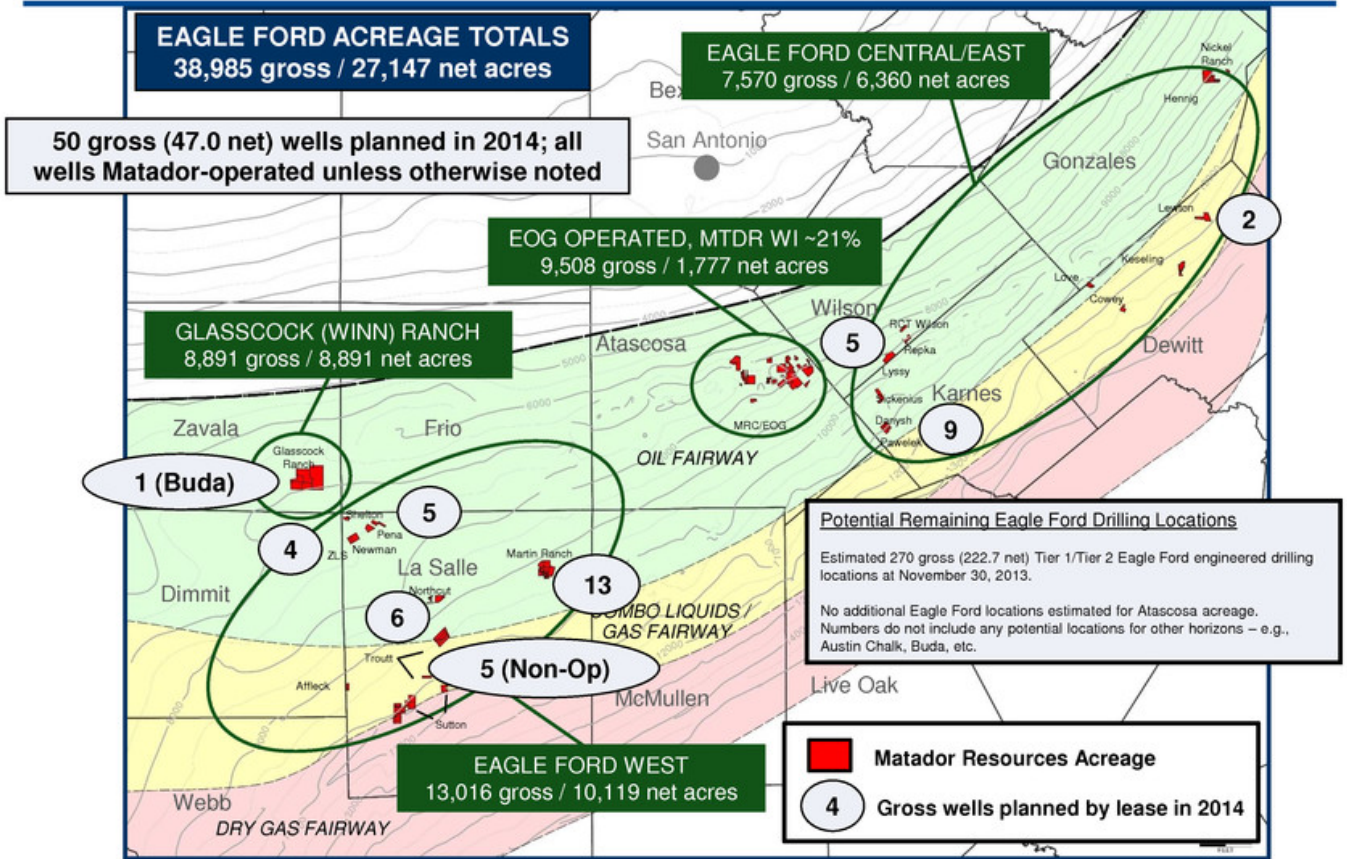 EAGLE FORD ACREAGE TOTALS
38,985 gross / 27,147 net acres
50 gross (47.0 net) wells planned in 2014; all
wells Matador-operated unless otherwise noted
EAGLE FORD CENTRAL/EAST
7,570 gross / 6,360 net acres
Nickel
Ranch
Hennig
San Antonio
Gonzales
2000
9000
Lewton
2
EOG OPERATED, MTDR WI ~21%
9,508 gross / 1,777 net acres
Keseling
Love
Cowey
Wilson
8000
RCT Wilson
GLASSCOCK (WINN) RANCH
8,891 gross / 8,891 net acres
4000
Atascosa
5
Repka
Dewitt
5000
Lyssy
6000
Karnes
Zavala
Frio
MRC/EOG
10000
Danysh
9
Pawelek
Glasscock
Ranch
OIL FAIRWAY
1 (Buda)
Shelton
5
Pena
4
ZLS
Newman
Martin Ranch
La Salle
13
Dimmit
Northcut
6
COMBO LIQUIDS /
GAS FAIRWAY
Troutt
5 (Non-Op)
Affleck
McMullen
Live Oak
Sutton
Potential Remaining Eagle Ford Drilling Locations
Estimated 270 gross (222.7 net) Tier 1/Tier 2 Eagle Ford engineered drilling
locations at November 30, 2013.
No additional Eagle Ford locations estimated for Atascosa acreage.
Numbers do not include any potential locations for other horizons – e.g.,
Austin Chalk, Buda, etc.
EAGLE FORD WEST
13,016 gross / 10,119 net acres
Webb
DRY GAS FAIRWAY
Matador Resources Acreage
4
Gross wells planned by lease in 2014